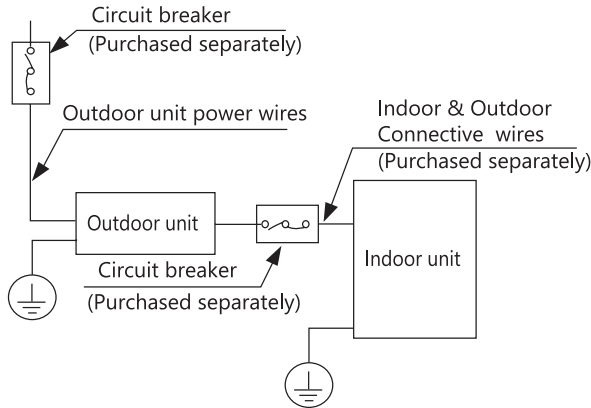 Circuit breaker
(Purchased separately)
Outdoor unit power wires
Indoor & Outdoor
Connective wires
(Purchased separately)
Outdoor unit
Circuit breaker
(Purchased separately)
Indoor unit